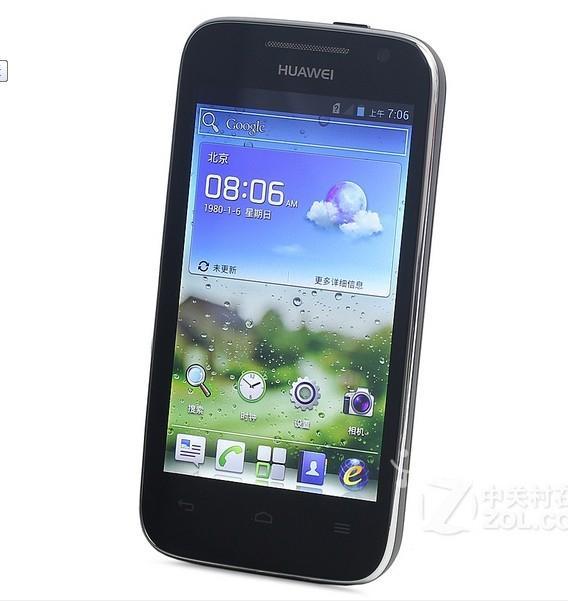 HUAWEI
上午 7:06
Google
北京
08:06 AM
1980-1-6 星期日
未更新
更多详细信息
搜索
时钟
设置
相机
e
中关村在
ZOL.COM